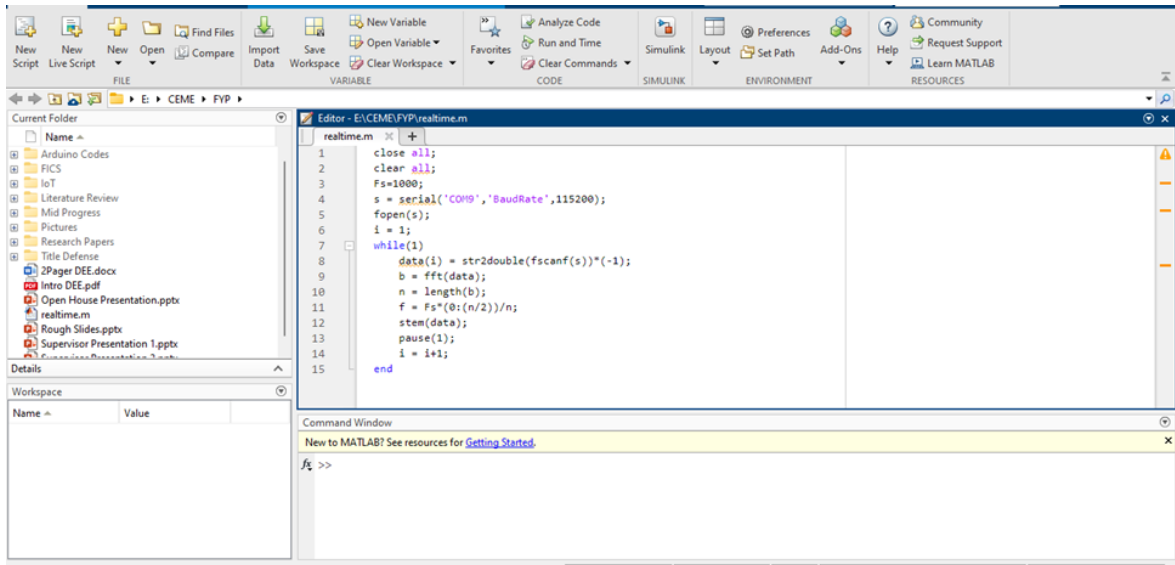 New Script
New Live Script
New
Open
Find Files
Compare
FILE
Import Data
Save Workspace
New Variable
Open Variable
Clear Workspace
VARIABLE
Favorites
Analyze Code
Run and Time
Clear Commands
CODE
Simulink
SIMULINK
Layout
Preferences
Set Path
Add-Ons
ENVIRONMENT
Help
Community
Request Support
Learn MATLAB
RESOURCES
E: CEME FYP
Current Folder
Name
Arduino Codes
FICS
IoT
Literature Review
Mid Progress
Pictures
Research Papers
Title Defense
2Pager DEE.docx
Intro DEE.pdf
Open House Presentation.pptx
realtime.m
Rough Slides.pptx
Supervisor Presentation 1.pptx
Details
Workspace
Name Value
Editor - E:\CEME\FYP\realtime.m
realtime.m
1 close all;
2 clear all;
3 Fs=1000;
4 s = serial('COM9','BaudRate',115200);
5 fopen(s);
6 i = 1;
7 while(1)
8 data(i) = str2double(fscanf(s))*(-1);
9 b = fft(data);
10 n = length(b);
11 f = Fs*(0:(n/2))/n;
12 stem(data);
13 pause(1);
14 i = i+1;
15 end
Command Window
New to MATLAB? See resources for Getting Started.
fx >>